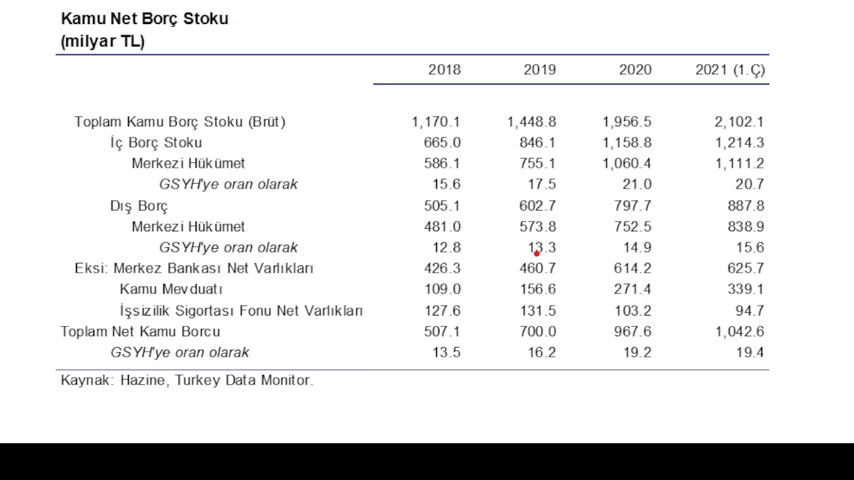 Kamu Net Borç Stoku
(milyar TL)
2018 2019 2020 2021 (1.Ç)
Toplam Kamu Borç Stoku (Brüt) 1,170.1 1,448.8 1,956.5 2,102.1
İç Borç Stoku 665.0 846.1 1,158.8 1,214.3
Merkezi Hükümet 586.1 755.1 1,060.4 1,111.2
GSYH'ye oran olarak 15.6 17.5 21.0 20.7
Dış Borç 505.1 602.7 797.7 887.8
Merkezi Hükümet 481.0 573.8 752.5 838.9
GSYH'ye oran olarak 12.8 13.3 14.9 15.6
Eksi: Merkez Bankası Net Varlıkları 426.3 460.7 614.2 625.7
Kamu Mevduatı 109.0 156.6 271.4 339.1
İşsizilik Sigortası Fonu Net Varlıkları 127.6 131.5 103.2 94.7
Toplam Net Kamu Borcu 507.1 700.0 967.6 1,042.6
GSYH'ye oran olarak 13.5 16.2 19.2 19.4
Kaynak: Hazine, Turkey Data Monitor.